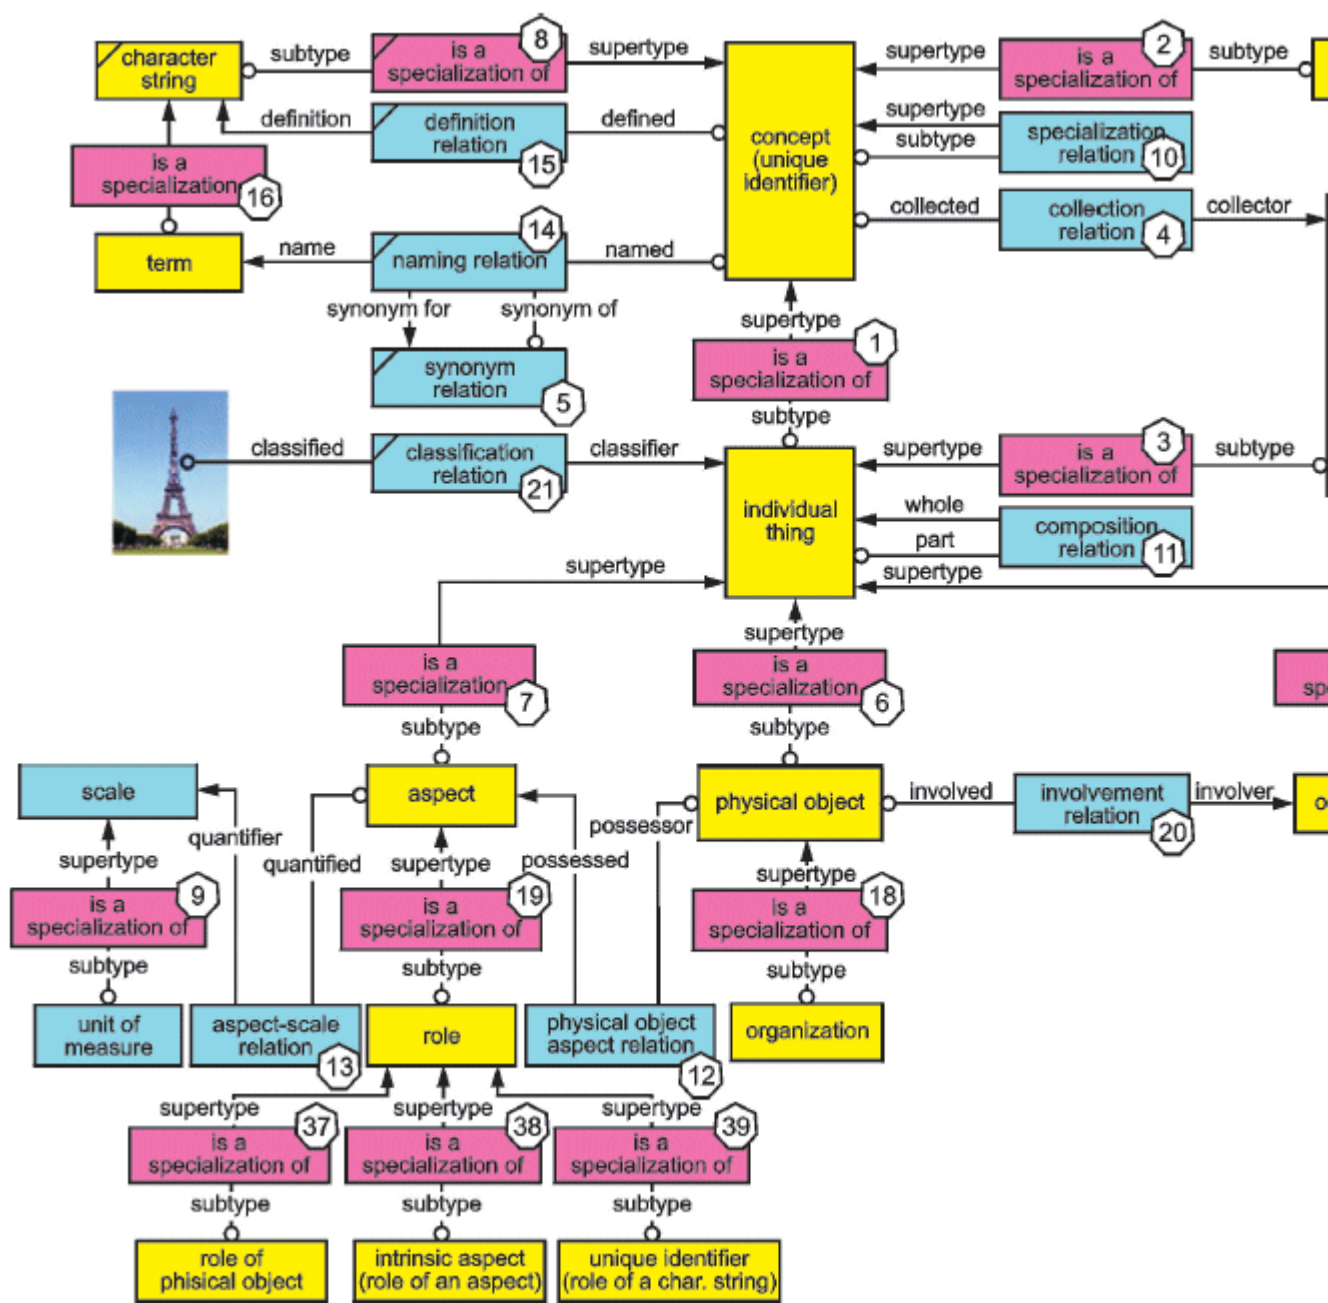 character
string
subtype
is a
specialization of
8
supertype
concept
(unique
identifier)
supertype
is a
specialization of
2
subtype
definition
definition
relation
15
defined
supertype
subtype
specialization
relation
10
is a
specialization
16
collected
collection
relation
4
collector
term
name
naming relation
14
named
synonym for
synonym of
synonym
relation
5
supertype
is a
specialization of
1
subtype
classified
classification
relation
21
classifier
individual
thing
supertype
is a
specialization of
3
subtype
whole
part
composition
relation
11
supertype
supertype
supertype
is a
specialization
7
subtype
is a
specialization
6
subtype
sp
scale
aspect
physical object
involved
involvement
relation
20
involver
o
quantifier
quantified
possessed
possessor
supertype
is a
specialization of
9
subtype
supertype
is a
specialization of
19
subtype
supertype
is a
specialization of
18
subtype
unit of
measure
aspect-scale
relation
13
role
physical object
aspect relation
12
organization
supertype
is a
specialization of
37
subtype
supertype
is a
specialization of
38
subtype
supertype
is a
specialization of
39
subtype
role of
phisical object
intrinsic aspect
(role of an aspect)
unique identifier
(role of a char. string)